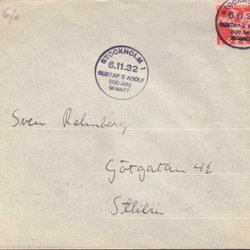 6/11
STOCKHOLM 1
6.11.32
GUSTAF II ADOLF
300-ÅRS
MINNET
Sven Rehnberg
Götgatan 42
Sthlm